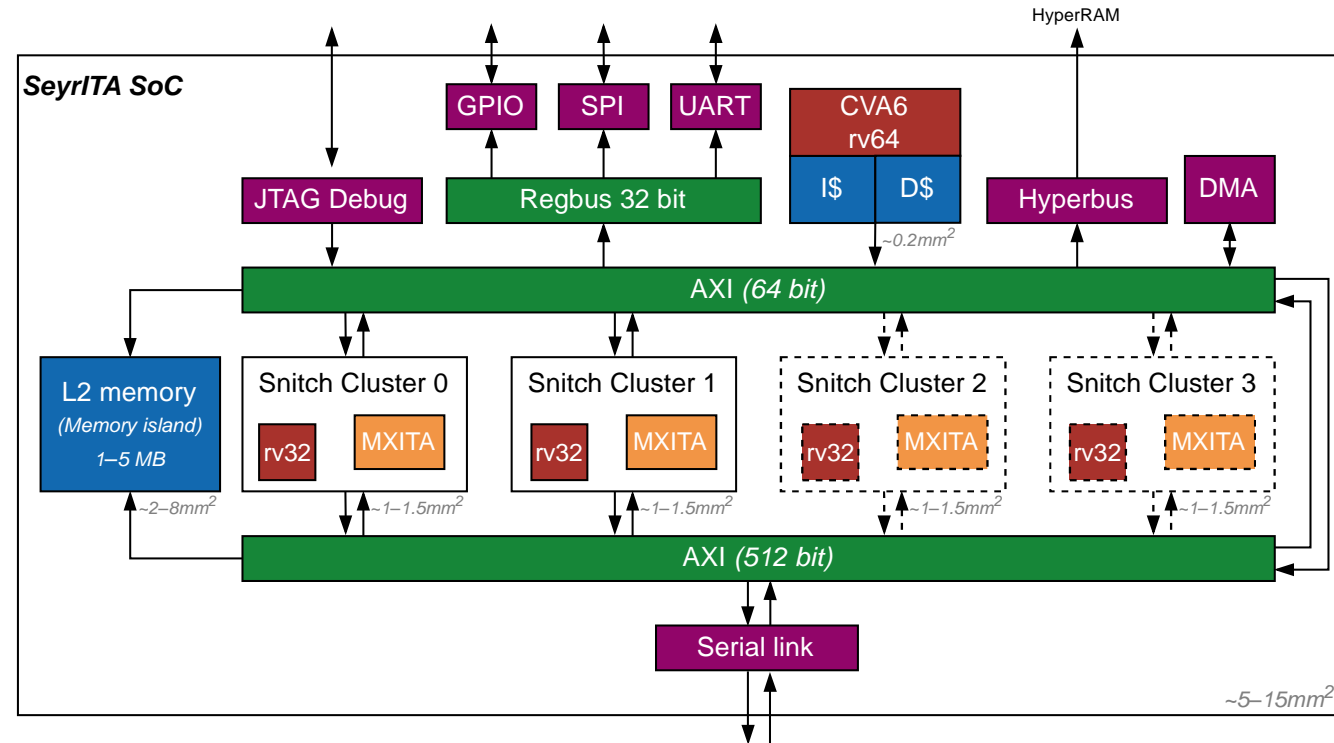 HyperRAM
SeyrITA SoC
GPIO
SPI
UART
CVA6
rv64
JTAG Debug
Regbus 32 bit
I$
D$
Hyperbus
DMA
~0.2mm²
AXI (64 bit)
L2 memory
(Memory island)
1–5 MB
~2–8mm²
Snitch Cluster 0
rv32
MXITA
~1–1.5mm²
Snitch Cluster 1
rv32
MXITA
~1–1.5mm²
Snitch Cluster 2
rv32
MXITA
~1–1.5mm²
Snitch Cluster 3
rv32
MXITA
~1–1.5mm²
AXI (512 bit)
Serial link
~5–15mm²